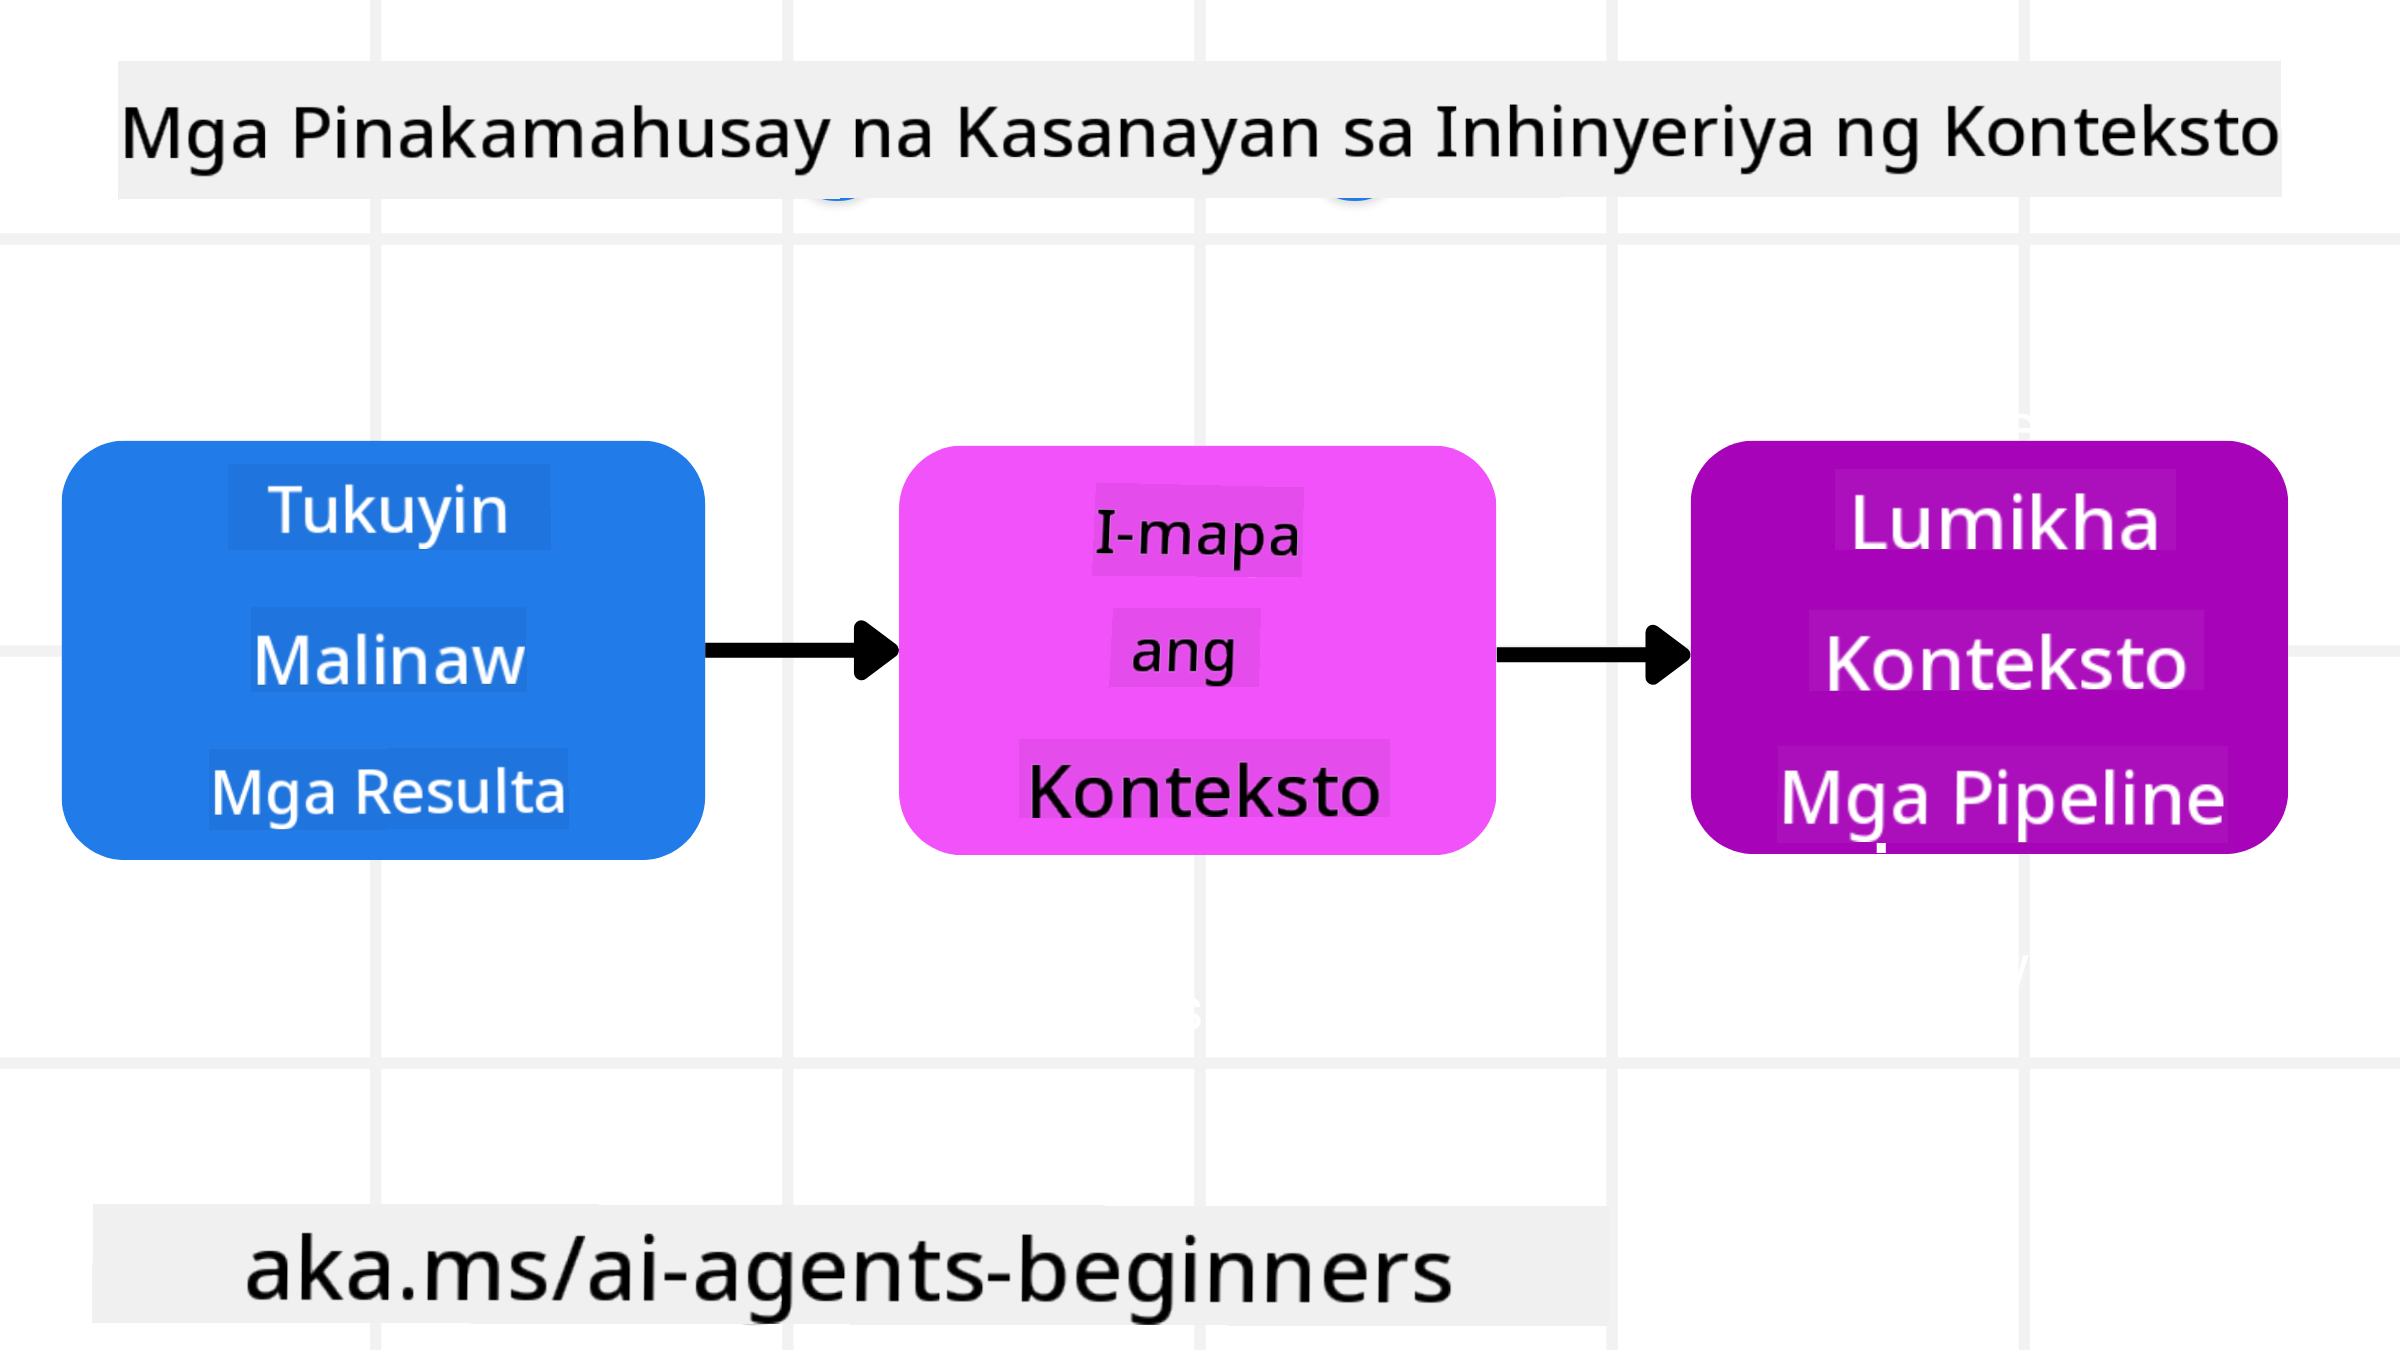 Mga Pinakamahusay na Kasanayan sa Inhinyeriya ng Konteksto
Tukuyin
Malinaw
Mga Resulta
I-mapa
ang
Konteksto
Lumikha
Konteksto
Mga Pipeline
aka.ms/ai-agents-beginners